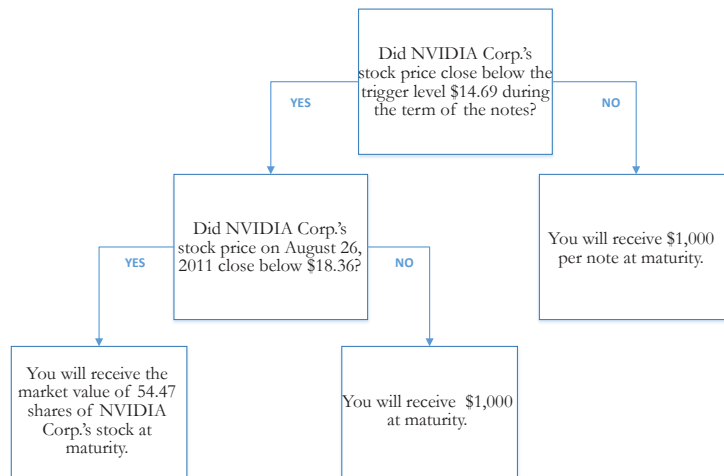 Did NVIDIA Corp.'s
stock price close below the
trigger level $14.69 during
the term of the notes?
YES
NO
Did NVIDIA Corp.'s
stock price on August 26,
2011 close below $18.36?
You will receive $1,000
per note at maturity.
YES
NO
You will receive the
market value of 54.47
shares of NVIDIA
Corp.'s stock at
maturity.
You will receive $1,000
at maturity.